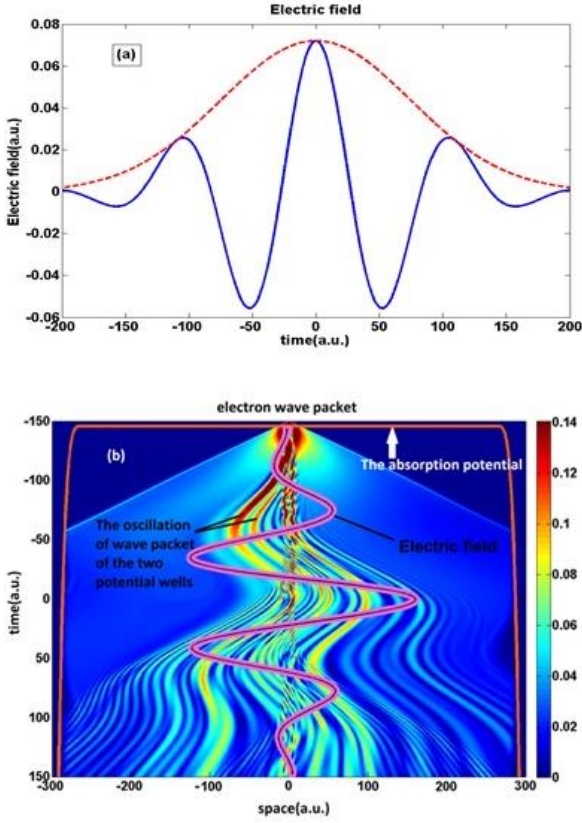 Electric field
(a)
Electric field(a.u.)
0.08
0.06
0.04
0.02
0
-0.02
-0.04
-0.06
-200
-150
-100
-50
0
50
100
150
200
time(a.u.)
electron wave packet
(b)
The absorption potential
The oscillation
of wave packet
of the two
potential wells
Electric field
time(a.u.)
-150
-100
-50
0
50
100
150
-300
-200
-100
0
100
200
300
space(a.u.)
0.14
0.12
0.1
0.08
0.06
0.04
0.02
0